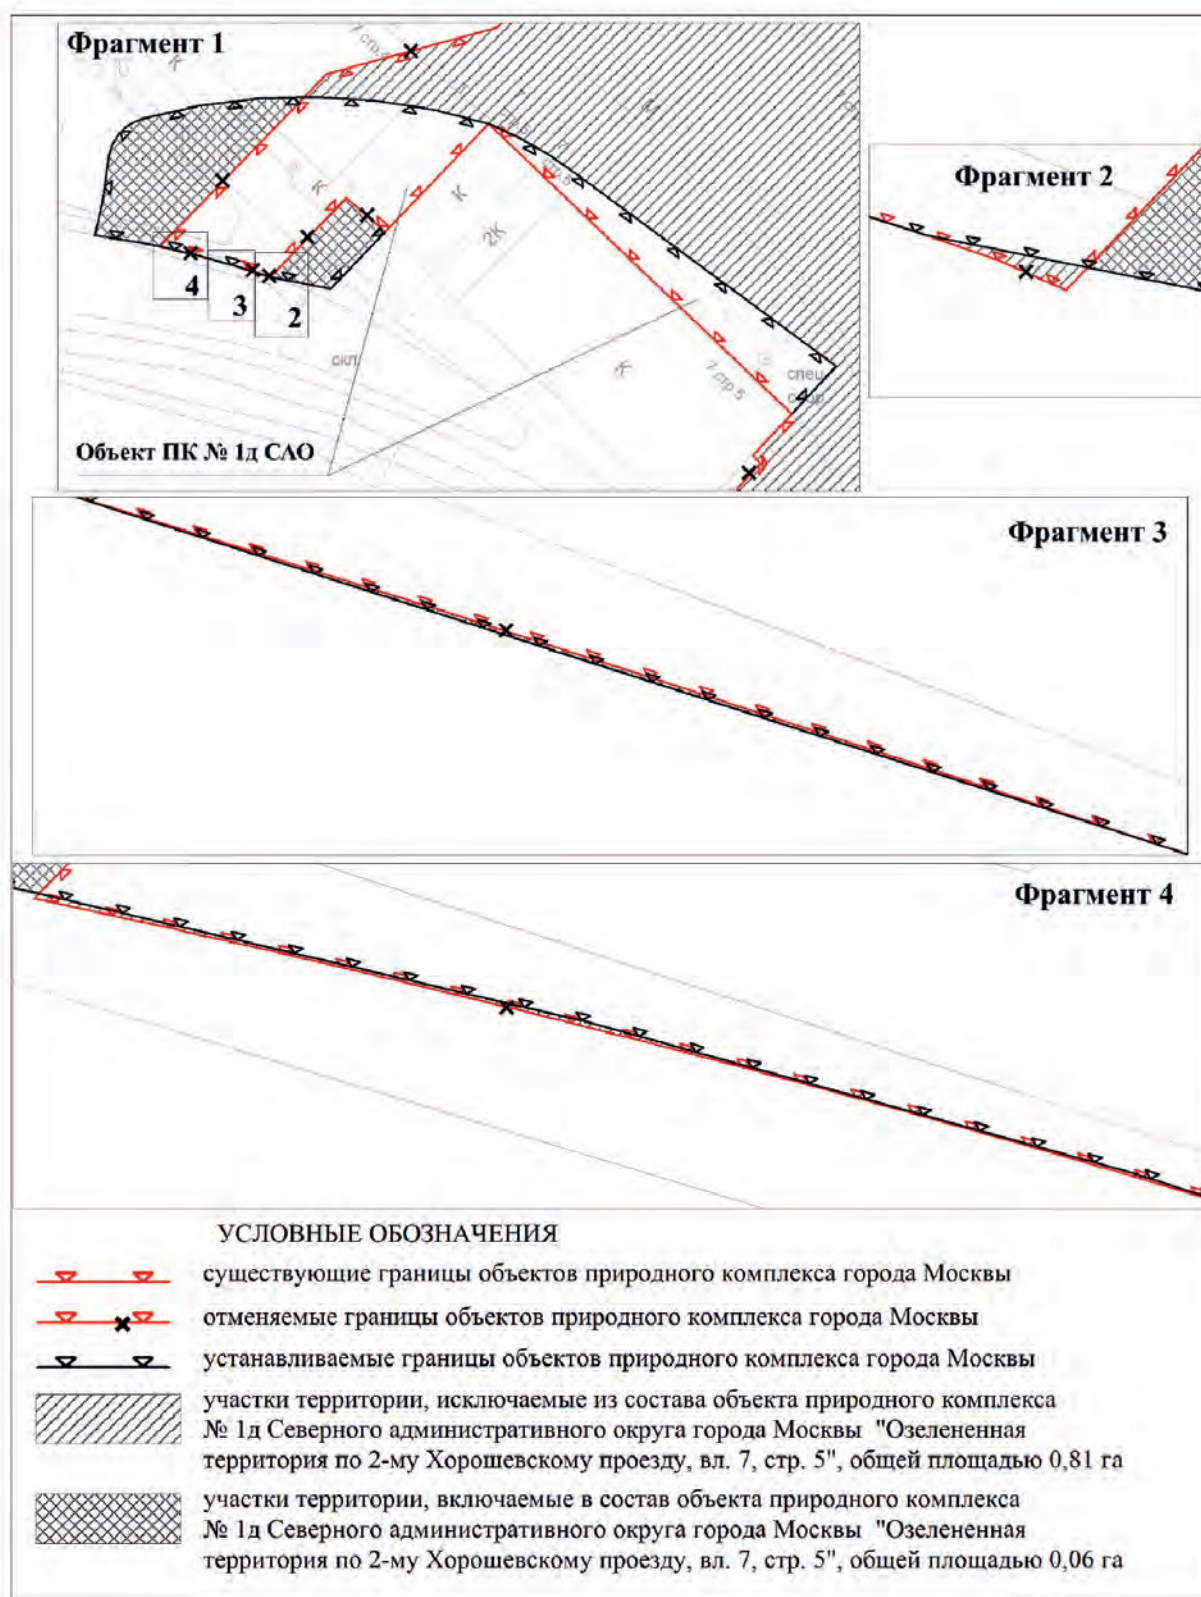 Фрагмент 1
7 стр.
К
К
К
2К
К
стр.5
7 стр.5
спец
скл.
4
3
2
Объект ПК № 1д САО
Фрагмент 2
Фрагмент 3
Фрагмент 4
УСЛОВНЫЕ ОБОЗНАЧЕНИЯ
существующие границы объектов природного комплекса города Москвы
отменяемые границы объектов природного комплекса города Москвы
устанавливаемые границы объектов природного комплекса города Москвы
участки территории, исключаемые из состава объекта природного комплекса
№ 1д Северного административного округа города Москвы "Озелененная
территория по 2-му Хорошевскому проезду, вл. 7, стр. 5", общей площадью 0,81 га
участки территории, включаемые в состав объекта природного комплекса
№ 1д Северного административного округа города Москвы "Озелененная
территория по 2-му Хорошевскому проезду, вл. 7, стр. 5", общей площадью 0,06 га